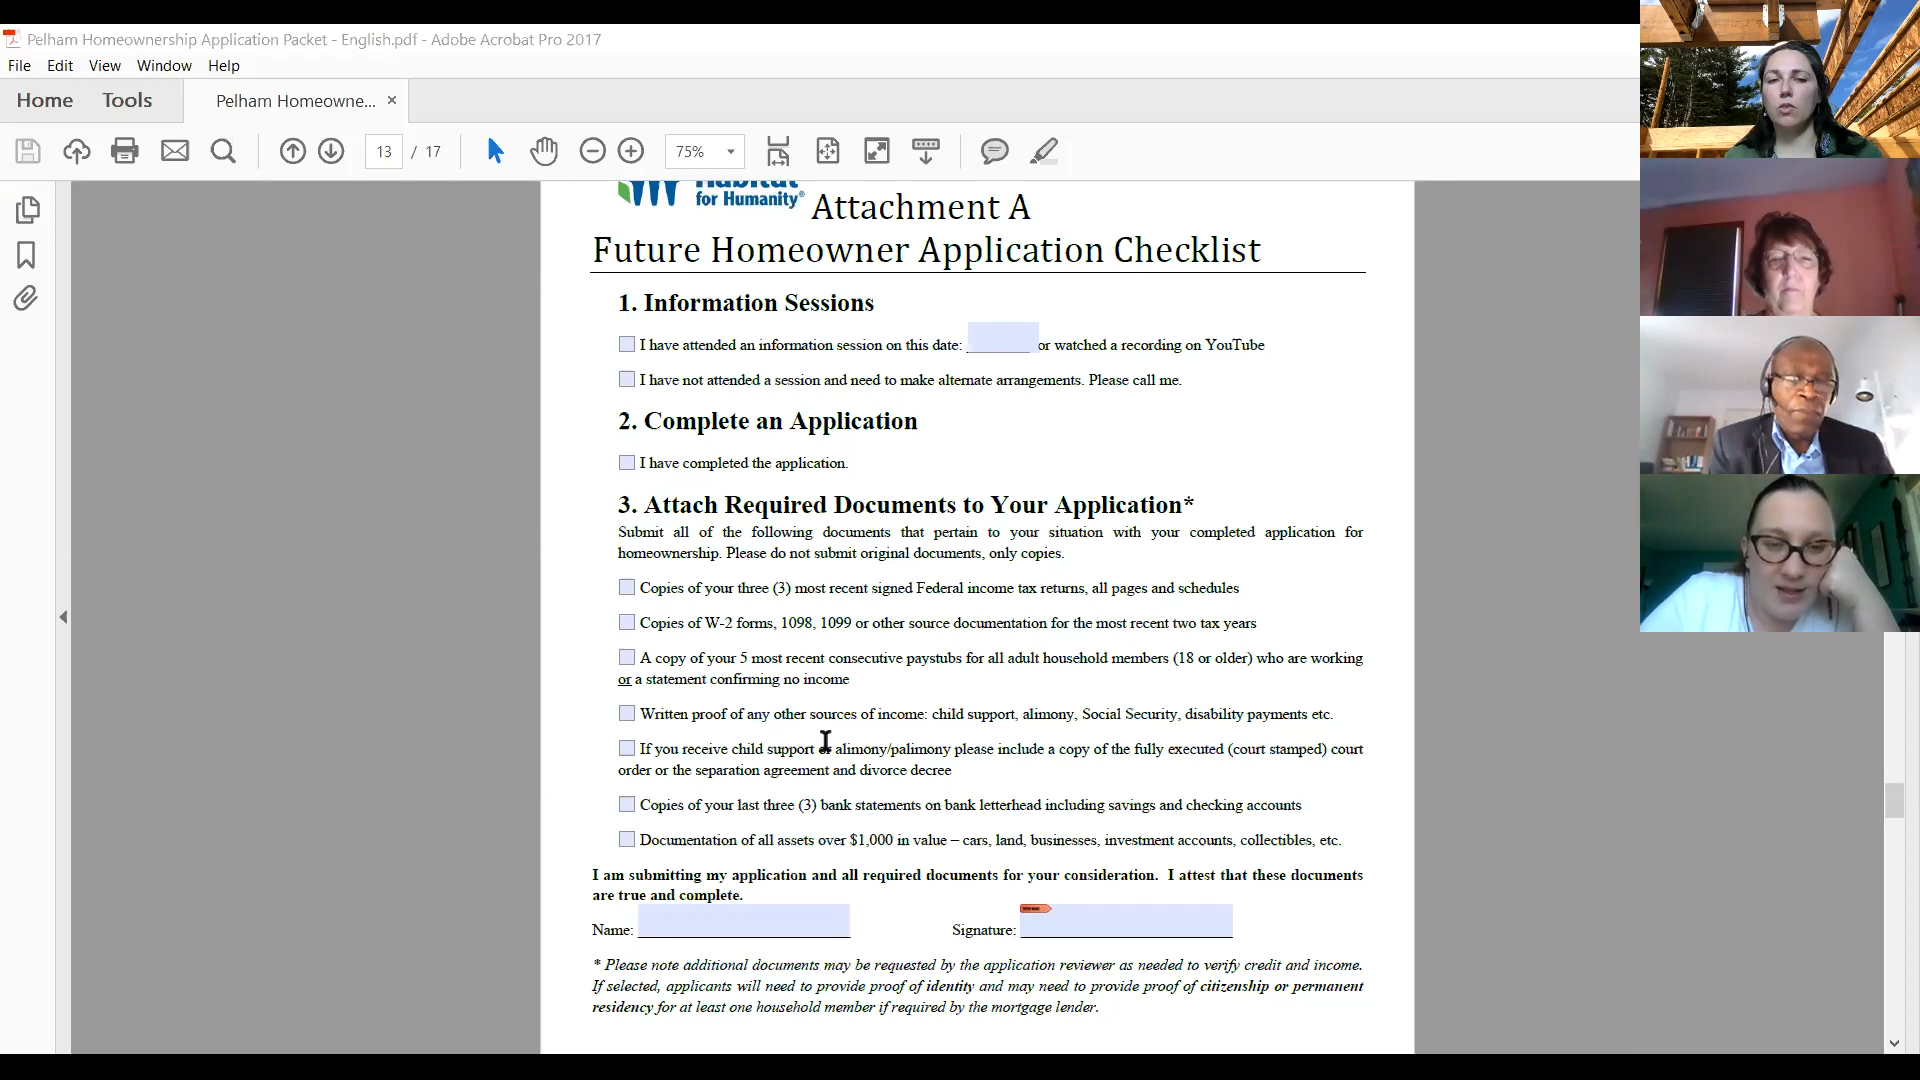 Pelham Homeownership Application Packet - English.pdf - Adobe Acrobat Pro 2017
File Edit View Window Help
Home Tools Pelham Homeowne... ×
13 / 17 75%
Habitat
for Humanity®
Attachment A
Future Homeowner Application Checklist
1. Information Sessions
I have attended an information session on this date: or watched a recording on YouTube
I have not attended a session and need to make alternate arrangements. Please call me.
2. Complete an Application
I have completed the application.
3. Attach Required Documents to Your Application*
Submit all of the following documents that pertain to your situation with your completed application for
homeownership. Please do not submit original documents, only copies.
Copies of your three (3) most recent signed Federal income tax returns, all pages and schedules
Copies of W-2 forms, 1098, 1099 or other source documentation for the most recent two tax years
A copy of your 5 most recent consecutive paystubs for all adult household members (18 or older) who are working
or a statement confirming no income
Written proof of any other sources of income: child support, alimony, Social Security, disability payments etc.
If you receive child support or alimony/palimony please include a copy of the fully executed (court stamped) court
order or the separation agreement and divorce decree
Copies of your last three (3) bank statements on bank letterhead including savings and checking accounts
Documentation of all assets over $1,000 in value – cars, land, businesses, investment accounts, collectibles, etc.
I am submitting my application and all required documents for your consideration. I attest that these documents
are true and complete.
Name: Signature:
* Please note additional documents may be requested by the application reviewer as needed to verify credit and income.
If selected, applicants will need to provide proof of identity and may need to provide proof of citizenship or permanent
residency for at least one household member if required by the mortgage lender.